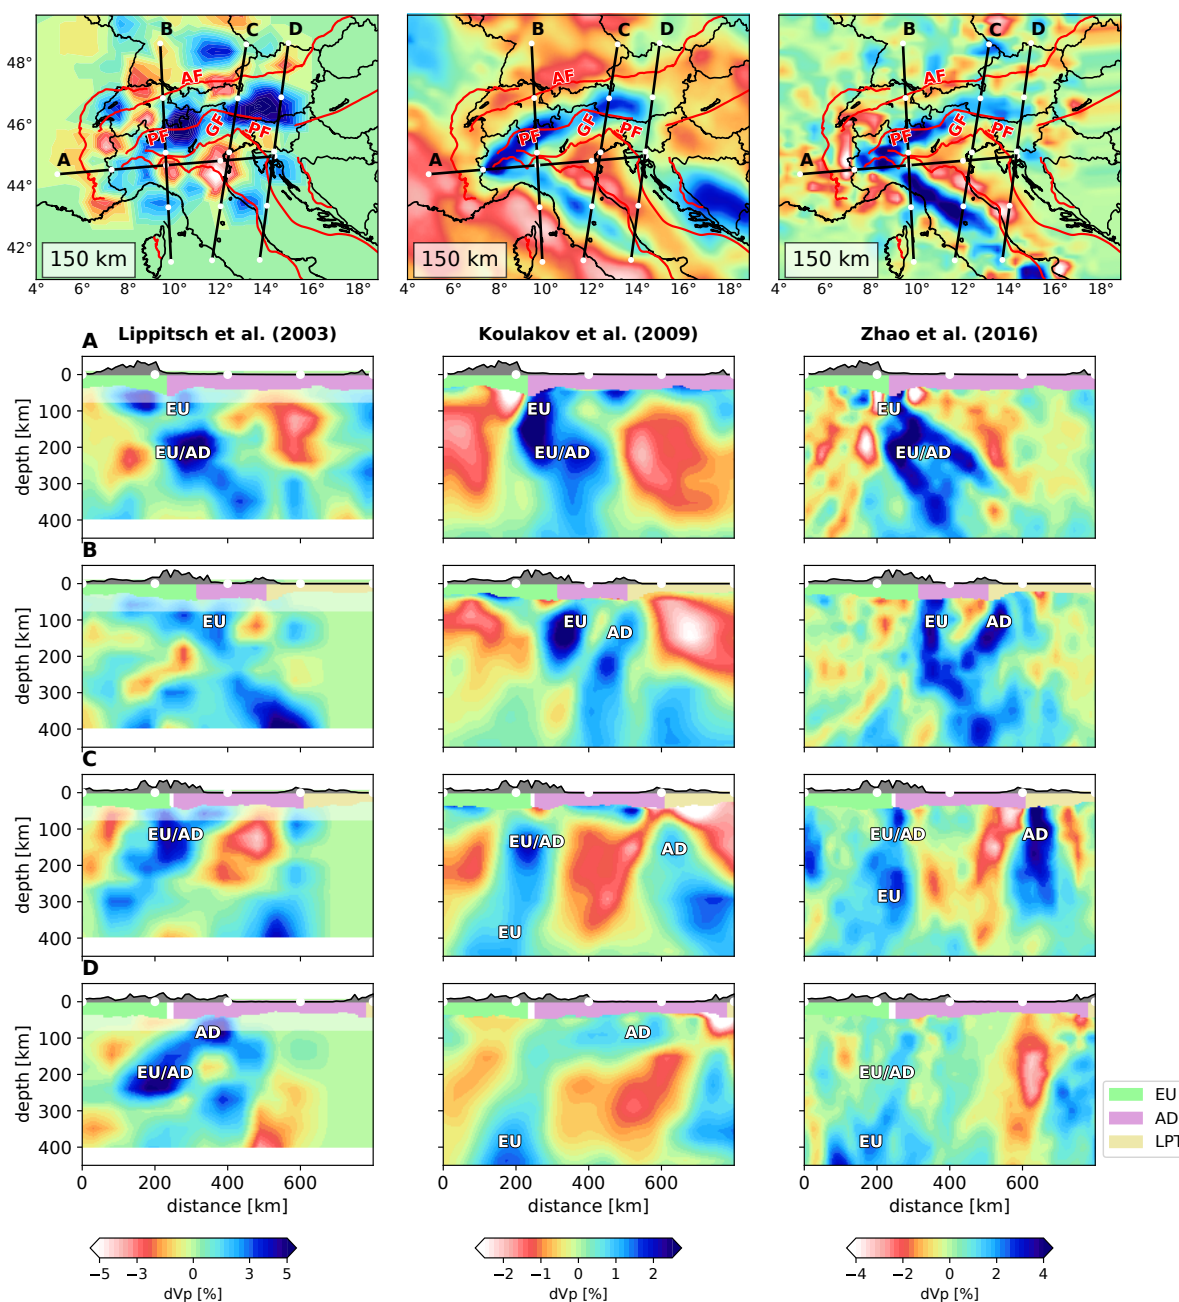 B C D
B C D
B C D
AF PF GF PF A
AF PF GF PF A
AF PF GF PF A
48°
46°
44°
42°
150 km
150 km
150 km
4° 6° 8° 10° 12° 14° 16° 18°
4° 6° 8° 10° 12° 14° 16° 18°
4° 6° 8° 10° 12° 14° 16° 18°
A
Lippitsch et al. (2003)
Koulakov et al. (2009)
Zhao et al. (2016)
depth [km]
0
100
200
300
400
EU
EU/AD
EU
EU/AD
EU
EU/AD
B
depth [km]
0
100
200
300
400
EU
EU
AD
EU
AD
C
depth [km]
0
100
200
300
400
EU/AD
EU/AD
AD
EU
EU/AD
AD
EU
D
depth [km]
0
100
200
300
400
AD
EU/AD
AD
EU
EU/AD
EU
0 200 400 600
0 200 400 600
0 200 400 600
distance [km]
distance [km]
distance [km]
EU
AD
LPT
−5 −3 0 3 5
dVp [%]
−2 −1 0 1 2
dVp [%]
−4 −2 0 2 4
dVp [%]